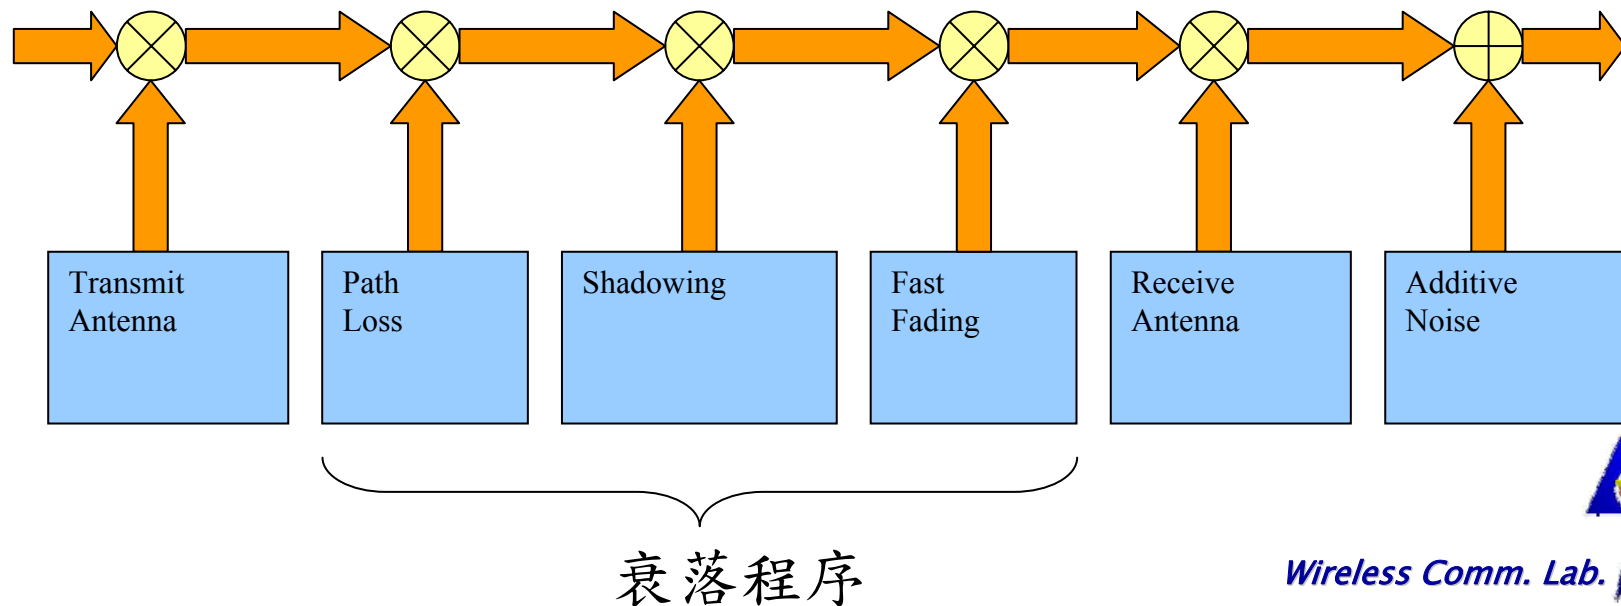 Transmit
Antenna
Path
Loss
Shadowing
Fast
Fading
Receive
Antenna
Additive
Noise
衰落程序
Wireless Comm. Lab.